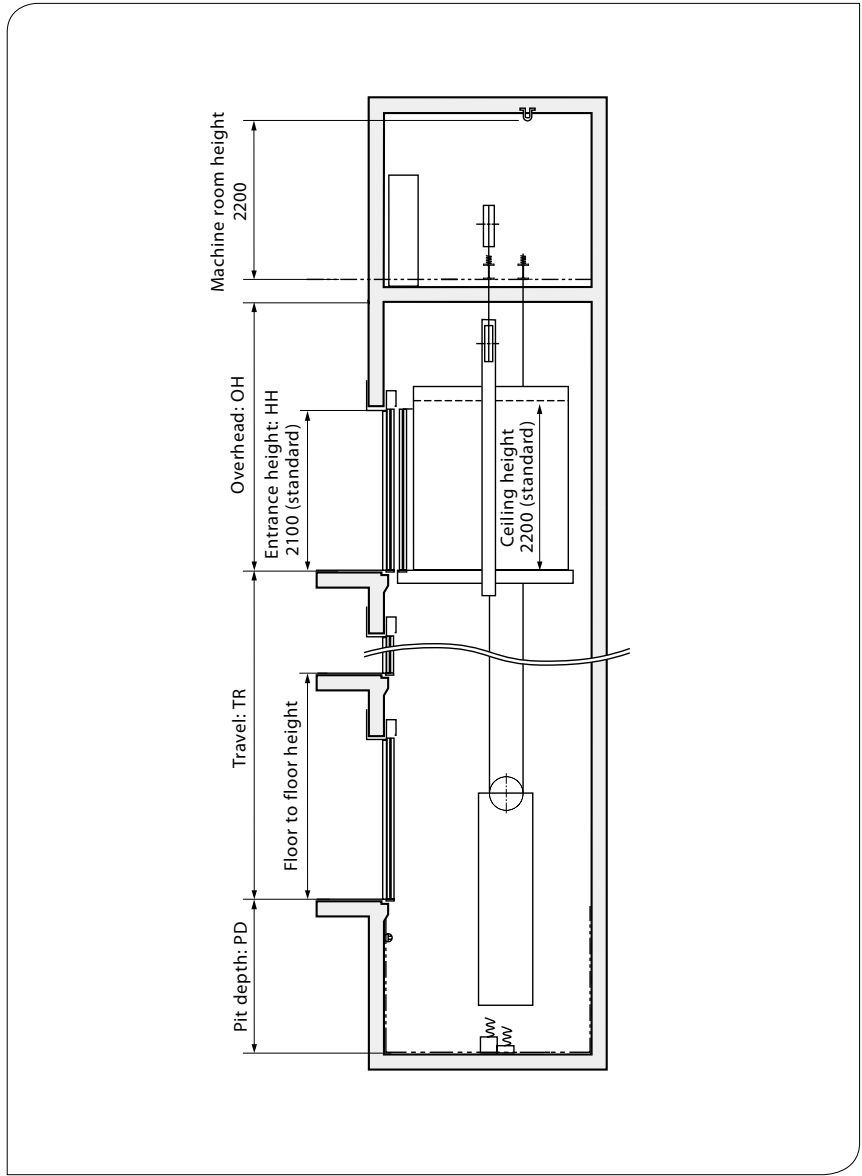 Machine room height
2200
Overhead: OH
Entrance height: HH
2100 (standard)
Ceiling height
2200 (standard)
Travel: TR
Floor to floor height
Pit depth: PD